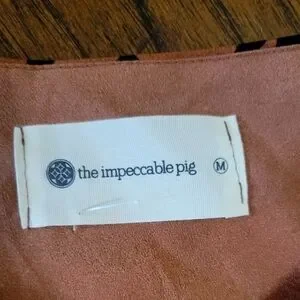 the impeccable pig M